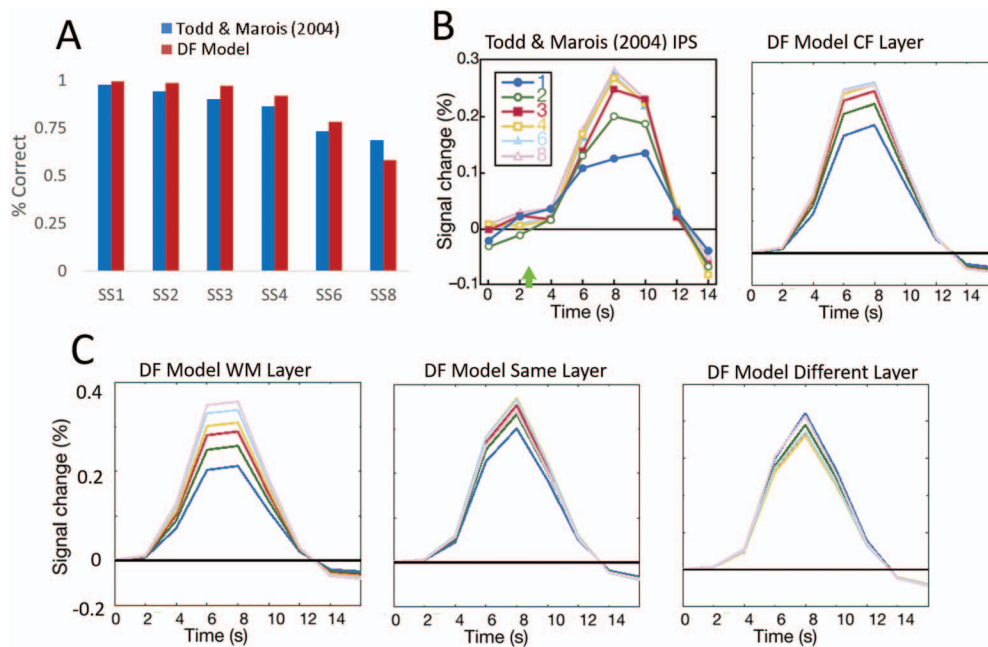 A
Todd & Marois (2004)
DF Model
% Correct
1
0.75
0.5
0.25
0
SS1 SS2 SS3 SS4 SS6 SS8
B
Todd & Marois (2004) IPS
Signal change (%)
0.3
0.2
0.1
0
−0.1
1
2
3
4
6
8
0 2 4 6 8 10 12 14
Time (s)
DF Model CF Layer
0 2 4 6 8 10 12 14
Time (s)
C
DF Model WM Layer
Signal change (%)
0.4
0.2
0
-0.2
0 2 4 6 8 10 12 14
Time (s)
DF Model Same Layer
0 2 4 6 8 10 12 14
Time (s)
DF Model Different Layer
0 2 4 6 8 10 12 14
Time (s)